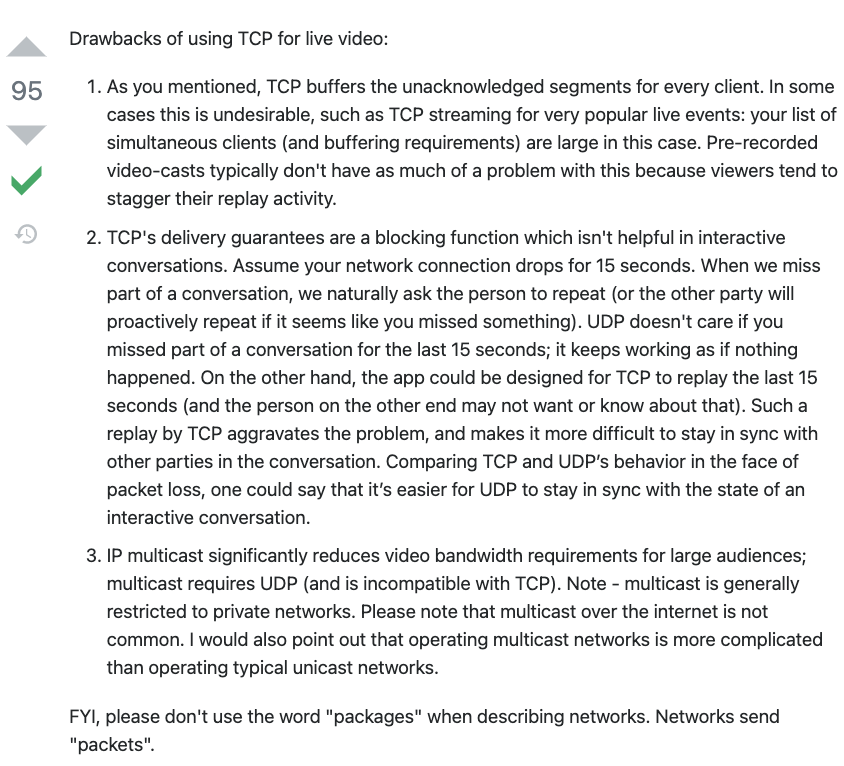 Drawbacks of using TCP for live video:
95
1. As you mentioned, TCP buffers the unacknowledged segments for every client. In some
cases this is undesirable, such as TCP streaming for very popular live events: your list of
simultaneous clients (and buffering requirements) are large in this case. Pre-recorded
video-casts typically don't have as much of a problem with this because viewers tend to
stagger their replay activity.
2. TCP's delivery guarantees are a blocking function which isn't helpful in interactive
conversations. Assume your network connection drops for 15 seconds. When we miss
part of a conversation, we naturally ask the person to repeat (or the other party will
proactively repeat if it seems like you missed something). UDP doesn't care if you
missed part of a conversation for the last 15 seconds; it keeps working as if nothing
happened. On the other hand, the app could be designed for TCP to replay the last 15
seconds (and the person on the other end may not want or know about that). Such a
replay by TCP aggravates the problem, and makes it more difficult to stay in sync with
other parties in the conversation. Comparing TCP and UDP’s behavior in the face of
packet loss, one could say that it’s easier for UDP to stay in sync with the state of an
interactive conversation.
3. IP multicast significantly reduces video bandwidth requirements for large audiences;
multicast requires UDP (and is incompatible with TCP). Note - multicast is generally
restricted to private networks. Please note that multicast over the internet is not
common. I would also point out that operating multicast networks is more complicated
than operating typical unicast networks.
FYI, please don't use the word "packages" when describing networks. Networks send
"packets".